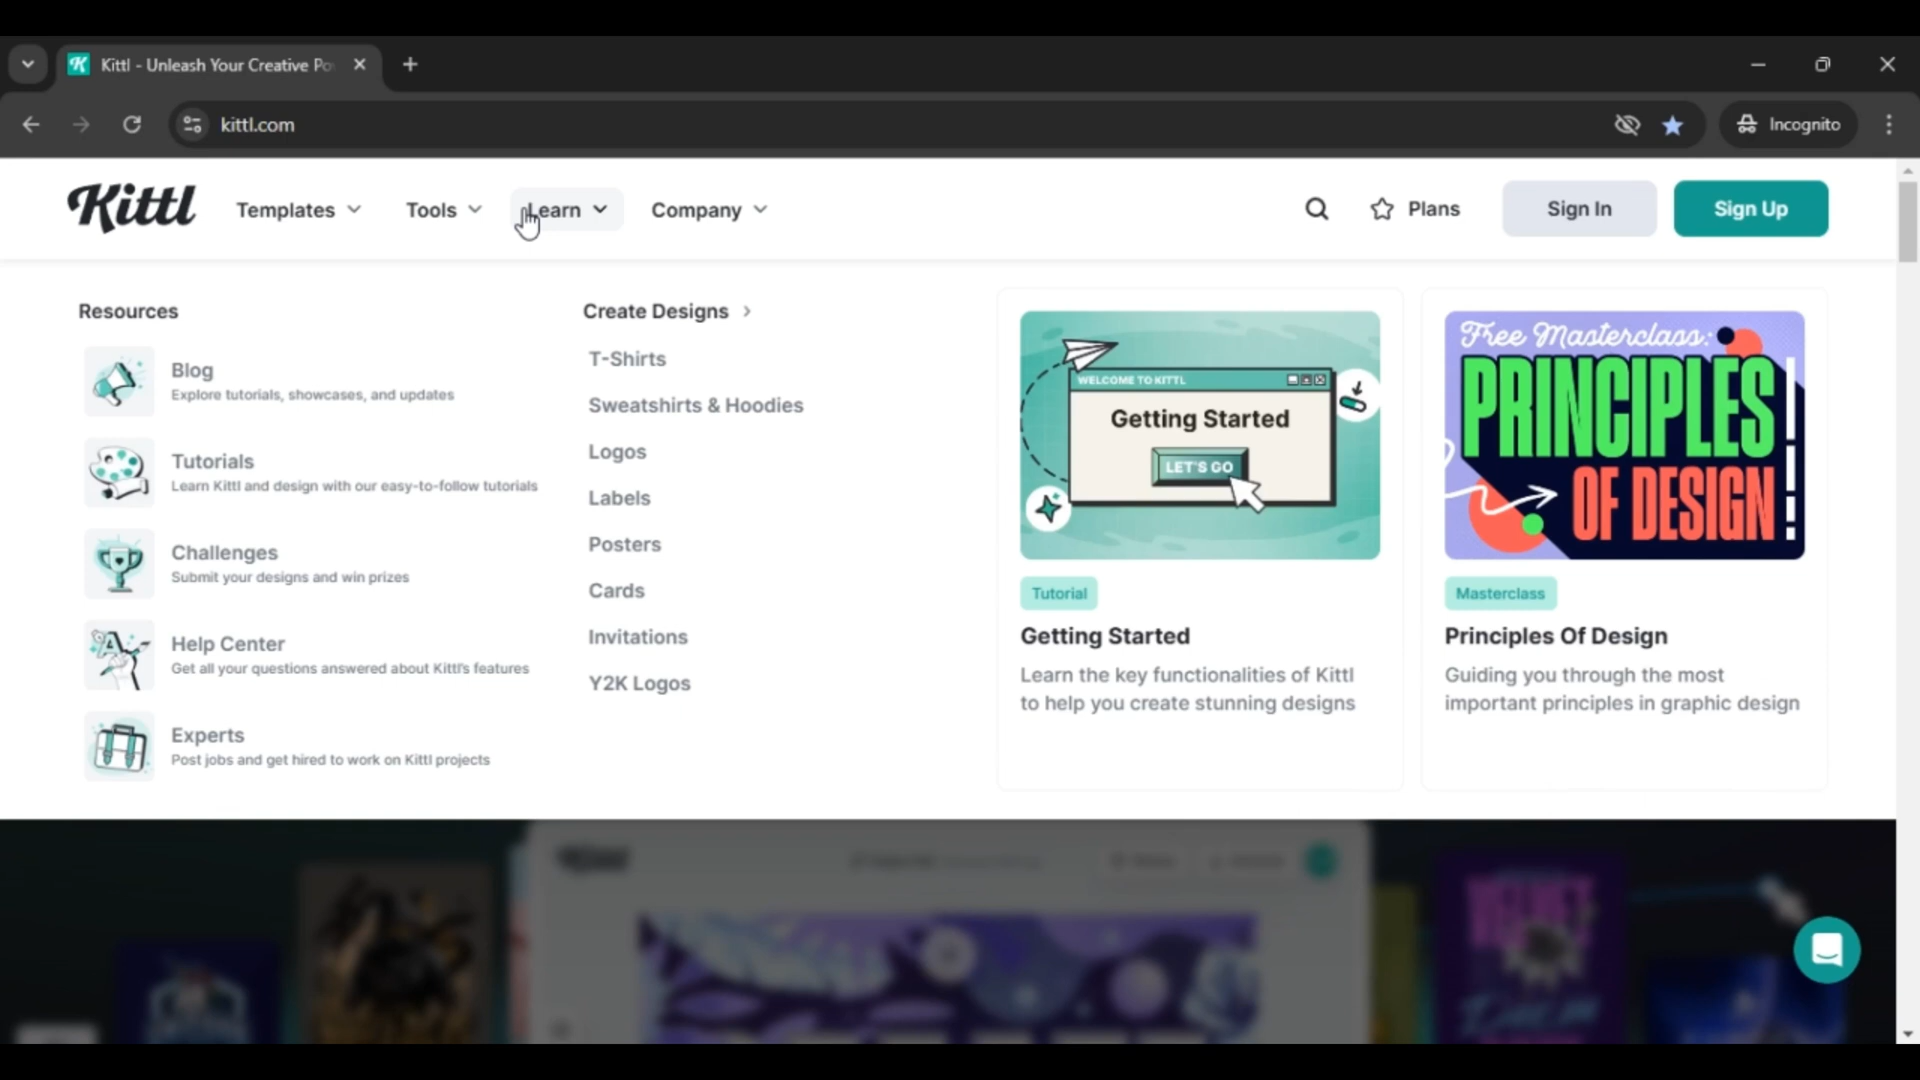 Kittl - Unleash Your Creative Po
kittl.com
Incognito
Kittl
Templates
Tools
Learn
Company
Plans
Sign In
Sign Up
Resources
Blog
Explore tutorials, showcases, and updates
Tutorials
Learn Kittl and design with our easy-to-follow tutorials
Challenges
Submit your designs and win prizes
Help Center
Get all your questions answered about Kittl's features
Experts
Post jobs and get hired to work on Kittl projects
Create Designs
T-Shirts
Sweatshirts & Hoodies
Logos
Labels
Posters
Cards
Invitations
Y2K Logos
WELCOME TO KITTL
Getting Started
LET'S GO
Tutorial
Getting Started
Learn the key functionalities of Kittl
to help you create stunning designs
Free Masterclass:
PRINCIPLES
OF DESIGN
Masterclass
Principles Of Design
Guiding you through the most
important principles in graphic design